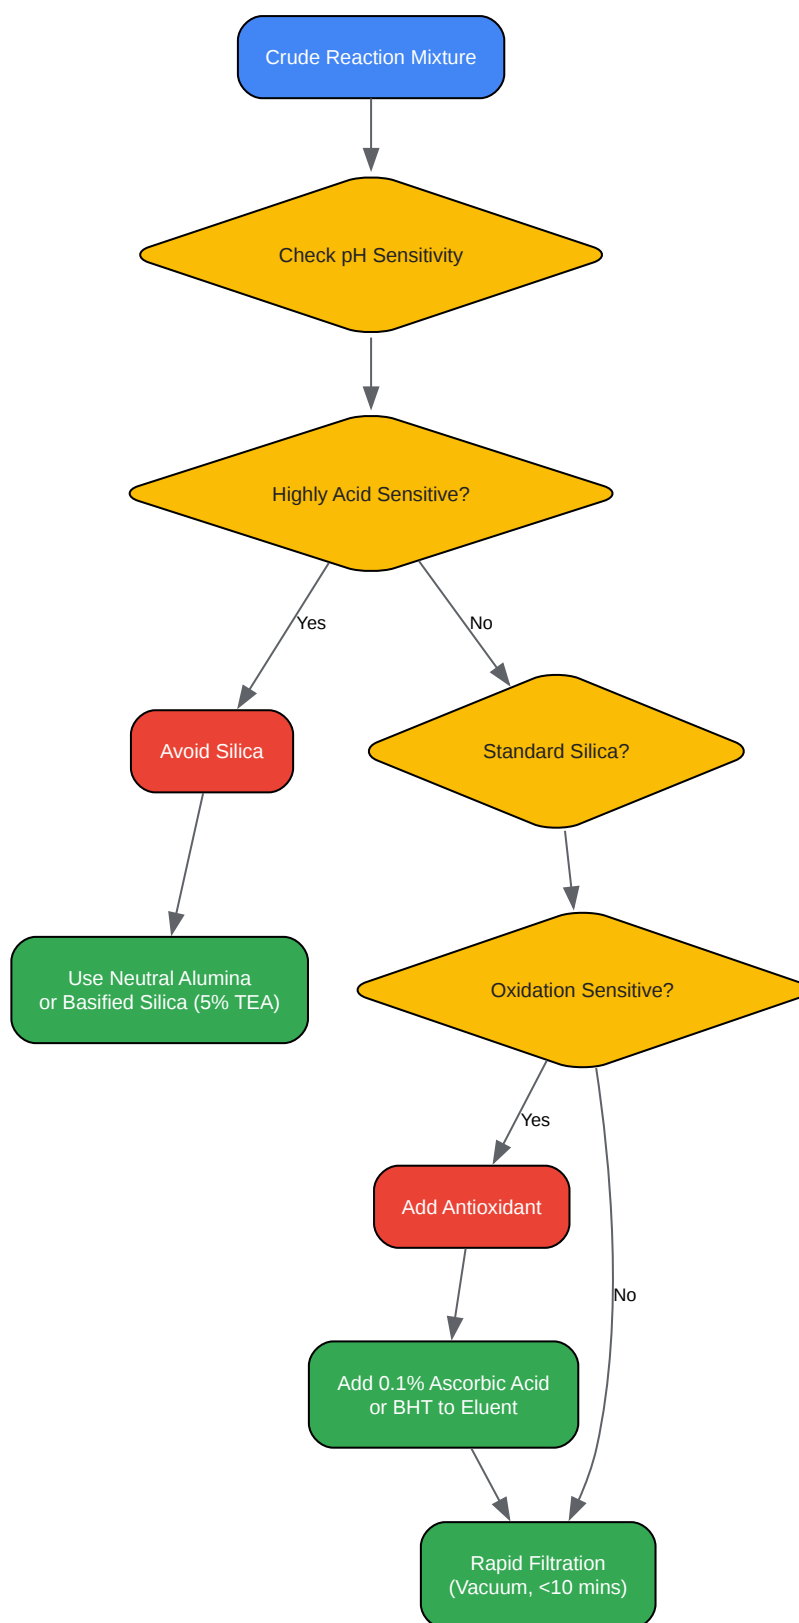 Crude Reaction Mixture
Check pH Sensitivity
Highly Acid Sensitive?
Yes
No
Avoid Silica
Standard Silica?
Use Neutral Alumina
or Basified Silica (5% TEA)
Oxidation Sensitive?
Yes
Add Antioxidant
No
Add 0.1% Ascorbic Acid
or BHT to Eluent
Rapid Filtration
(Vacuum, <10 mins)